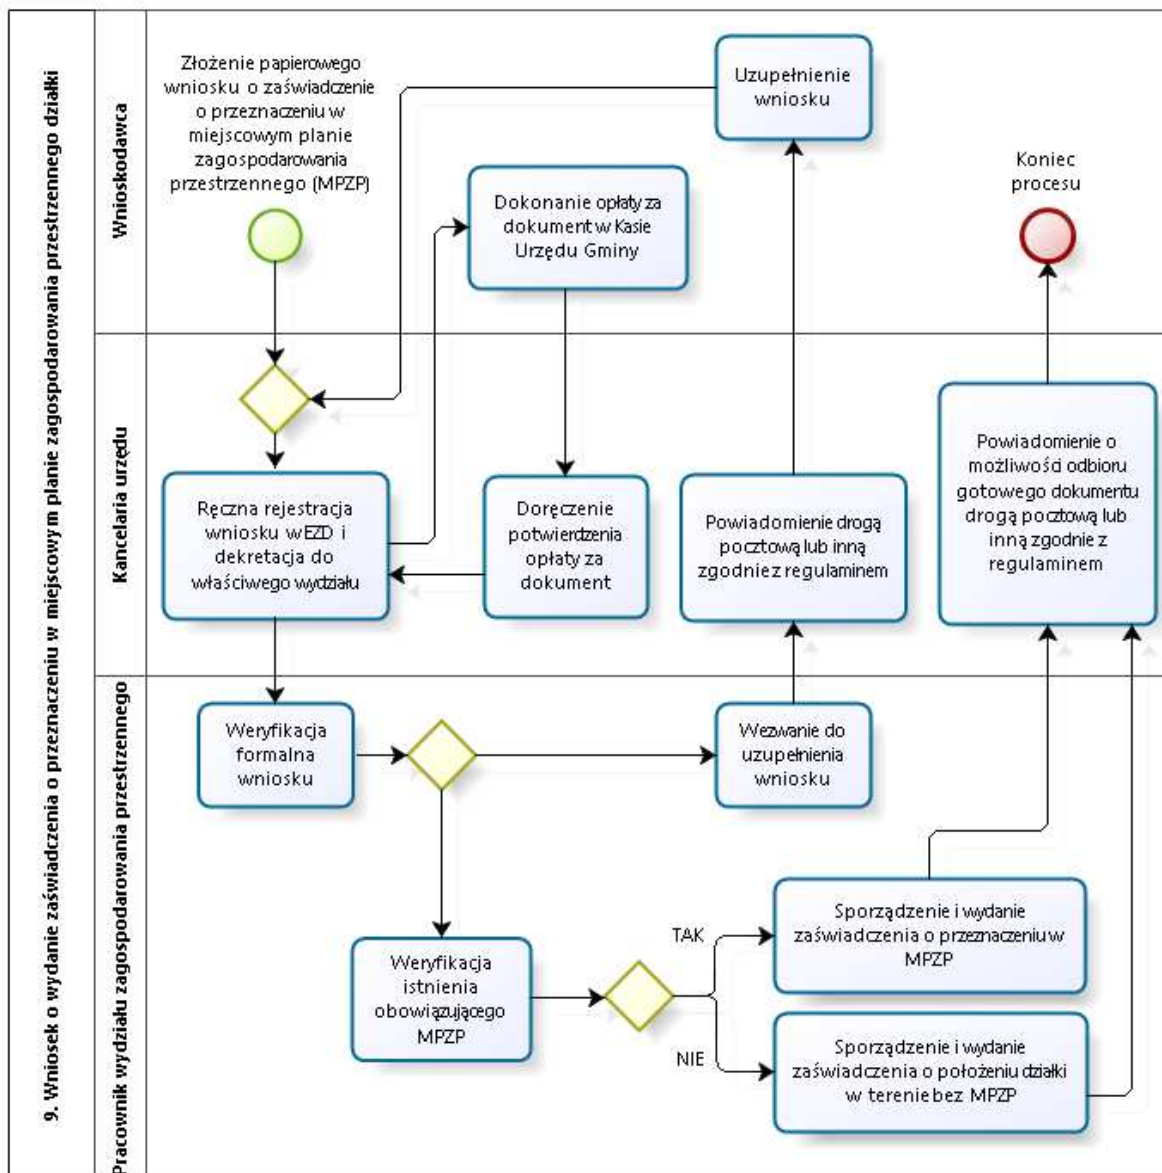 9. Wniosek o wydanie zaświadczenia o przeznaczeniu w miejscowym planie zagospodarowania przestrzennego działki
Wnioskodawca
Złożenie papierowego
wniosku o zaświadczenie
o przeznaczeniu w
miejscowym planie
zagospodarowania
przestrzennego (MPZP)
Uzupełnienie
wniosku
Dokonanie opłaty za
dokument w Kasie
Urzędu Gminy
Koniec
procesu
Kancelaria urzędu
Ręczna rejestracja
wniosku w EZD i
dekretacja do
właściwego wydziału
Doręczenie
potwierdzenia
opłaty za
dokument
Powiadomienie drogą
pocztową lub inną
zgodnie z regulaminem
Powiadomienie o
możliwości odbioru
gotowego dokumentu
drogą pocztową lub
inną zgodnie z
regulaminem
Pracownik wydziału zagospodarowania przestrzennego
Weryfikacja
formalna
wniosku
Wezwanie do
uzupełnienia
wniosku
Weryfikacja
istnienia
obowiązującego
MPZP
TAK
Sporządzenie i wydanie
zaświadczenia o przeznaczeniu w
MPZP
NIE
Sporządzenie i wydanie
zaświadczenia o położeniu działki
w terenie bez MPZP